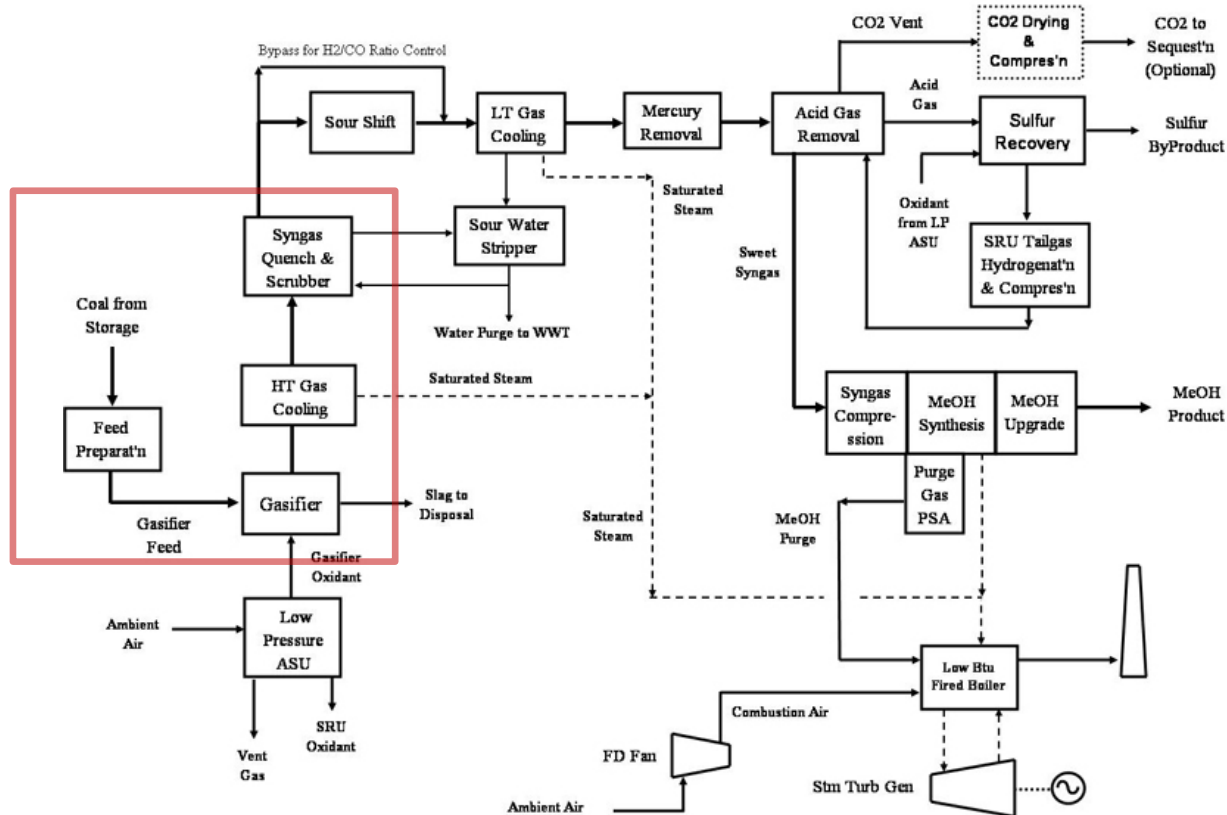 CO2 Vent
CO2 Drying
&
Compres'n
CO2 to
Sequest'n
(Optional)
Bypass for H2/CO Ratio Control
Sour Shift
LT Gas
Cooling
Mercury
Removal
Acid Gas
Removal
Acid
Gas
Sulfur
Recovery
Sulfur
ByProduct
Saturated
Steam
Oxidant
from LP
ASU
Syngas
Quench &
Scrubber
Sour Water
Stripper
Sweet
Syngas
SRU Tailgas
Hydrogenat'n
& Compres'n
Coal from
Storage
Water Purge to WWT
HT Gas
Cooling
Saturated Steam
Syngas
Compre-
ssion
MeOH
Synthesis
MeOH
Upgrade
MeOH
Product
Feed
Preparat'n
Gasifier
Slag to
Disposal
Purge
Gas
PSA
Gasifier
Feed
Saturated
Steam
MeOH
Purge
Gasifier
Oxidant
Ambient
Air
Low
Pressure
ASU
Low Btu
Fired Boiler
SRU
Oxidant
Vent
Gas
Combustion Air
FD Fan
Stm Turb Gen
Ambient Air